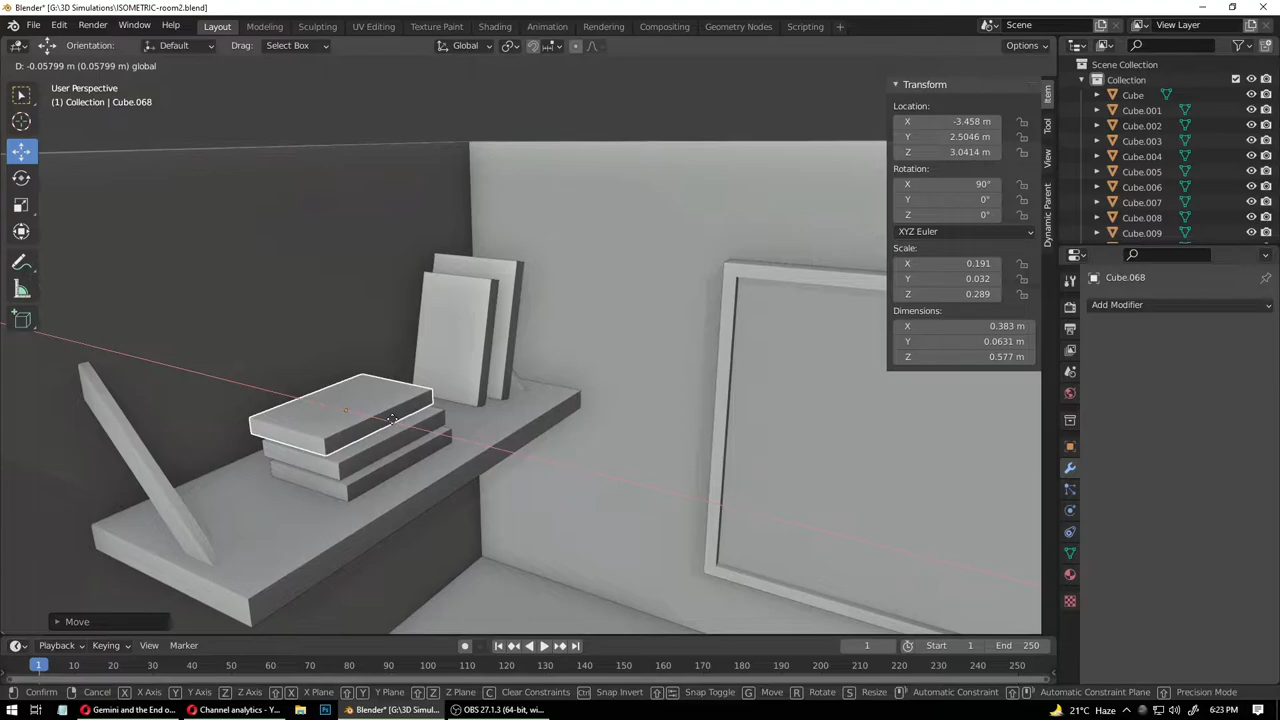 Blender* [G:\3D Simulations\ISOMETRIC-room2.blend]
File Edit Render Window Help Layout Modeling Sculpting UV Editing Texture Paint Shading Animation Rendering Compositing Geometry Nodes Scripting + Scene View Layer
Orientation: Default Drag: Select Box Global Options
D: -0.05799 m (0.05799 m) global
User Perspective
(1) Collection | Cube.068
Transform
Location:
X -3.458 m
Y 2.5046 m
Z 3.0414 m
Rotation:
X 90°
Y 0°
Z 0°
XYZ Euler
Scale:
X 0.191
Y 0.032
Z 0.289
Dimensions:
X 0.383 m
Y 0.0631 m
Z 0.577 m
Item
Tool
View
Dynamic Parent
Scene Collection
Collection
Cube
Cube.001
Cube.002
Cube.003
Cube.004
Cube.005
Cube.006
Cube.007
Cube.008
Cube.009
Cube.068
Add Modifier
Move
Playback Keying View Marker 1 Start 1 End 250
1 10 20 30 40 50 60 70 80 90 100 110 120 130 140 150 160 170 180 190 200 210 220 230 240 250
Confirm Cancel X X Axis Y Y Axis Z Z Axis X X Plane Y Y Plane Z Z Plane C Clear Constraints Ctrl Snap Invert Snap Toggle G Move R Rotate S Resize Automatic Constraint Automatic Constraint Plane Precision Mode
Gemini and the End o... Channel analytics - Y... Ps Blender* [G:\3D Simul... OBS 27.1.3 (64-bit, wi... 21°C Haze 6:23 PM